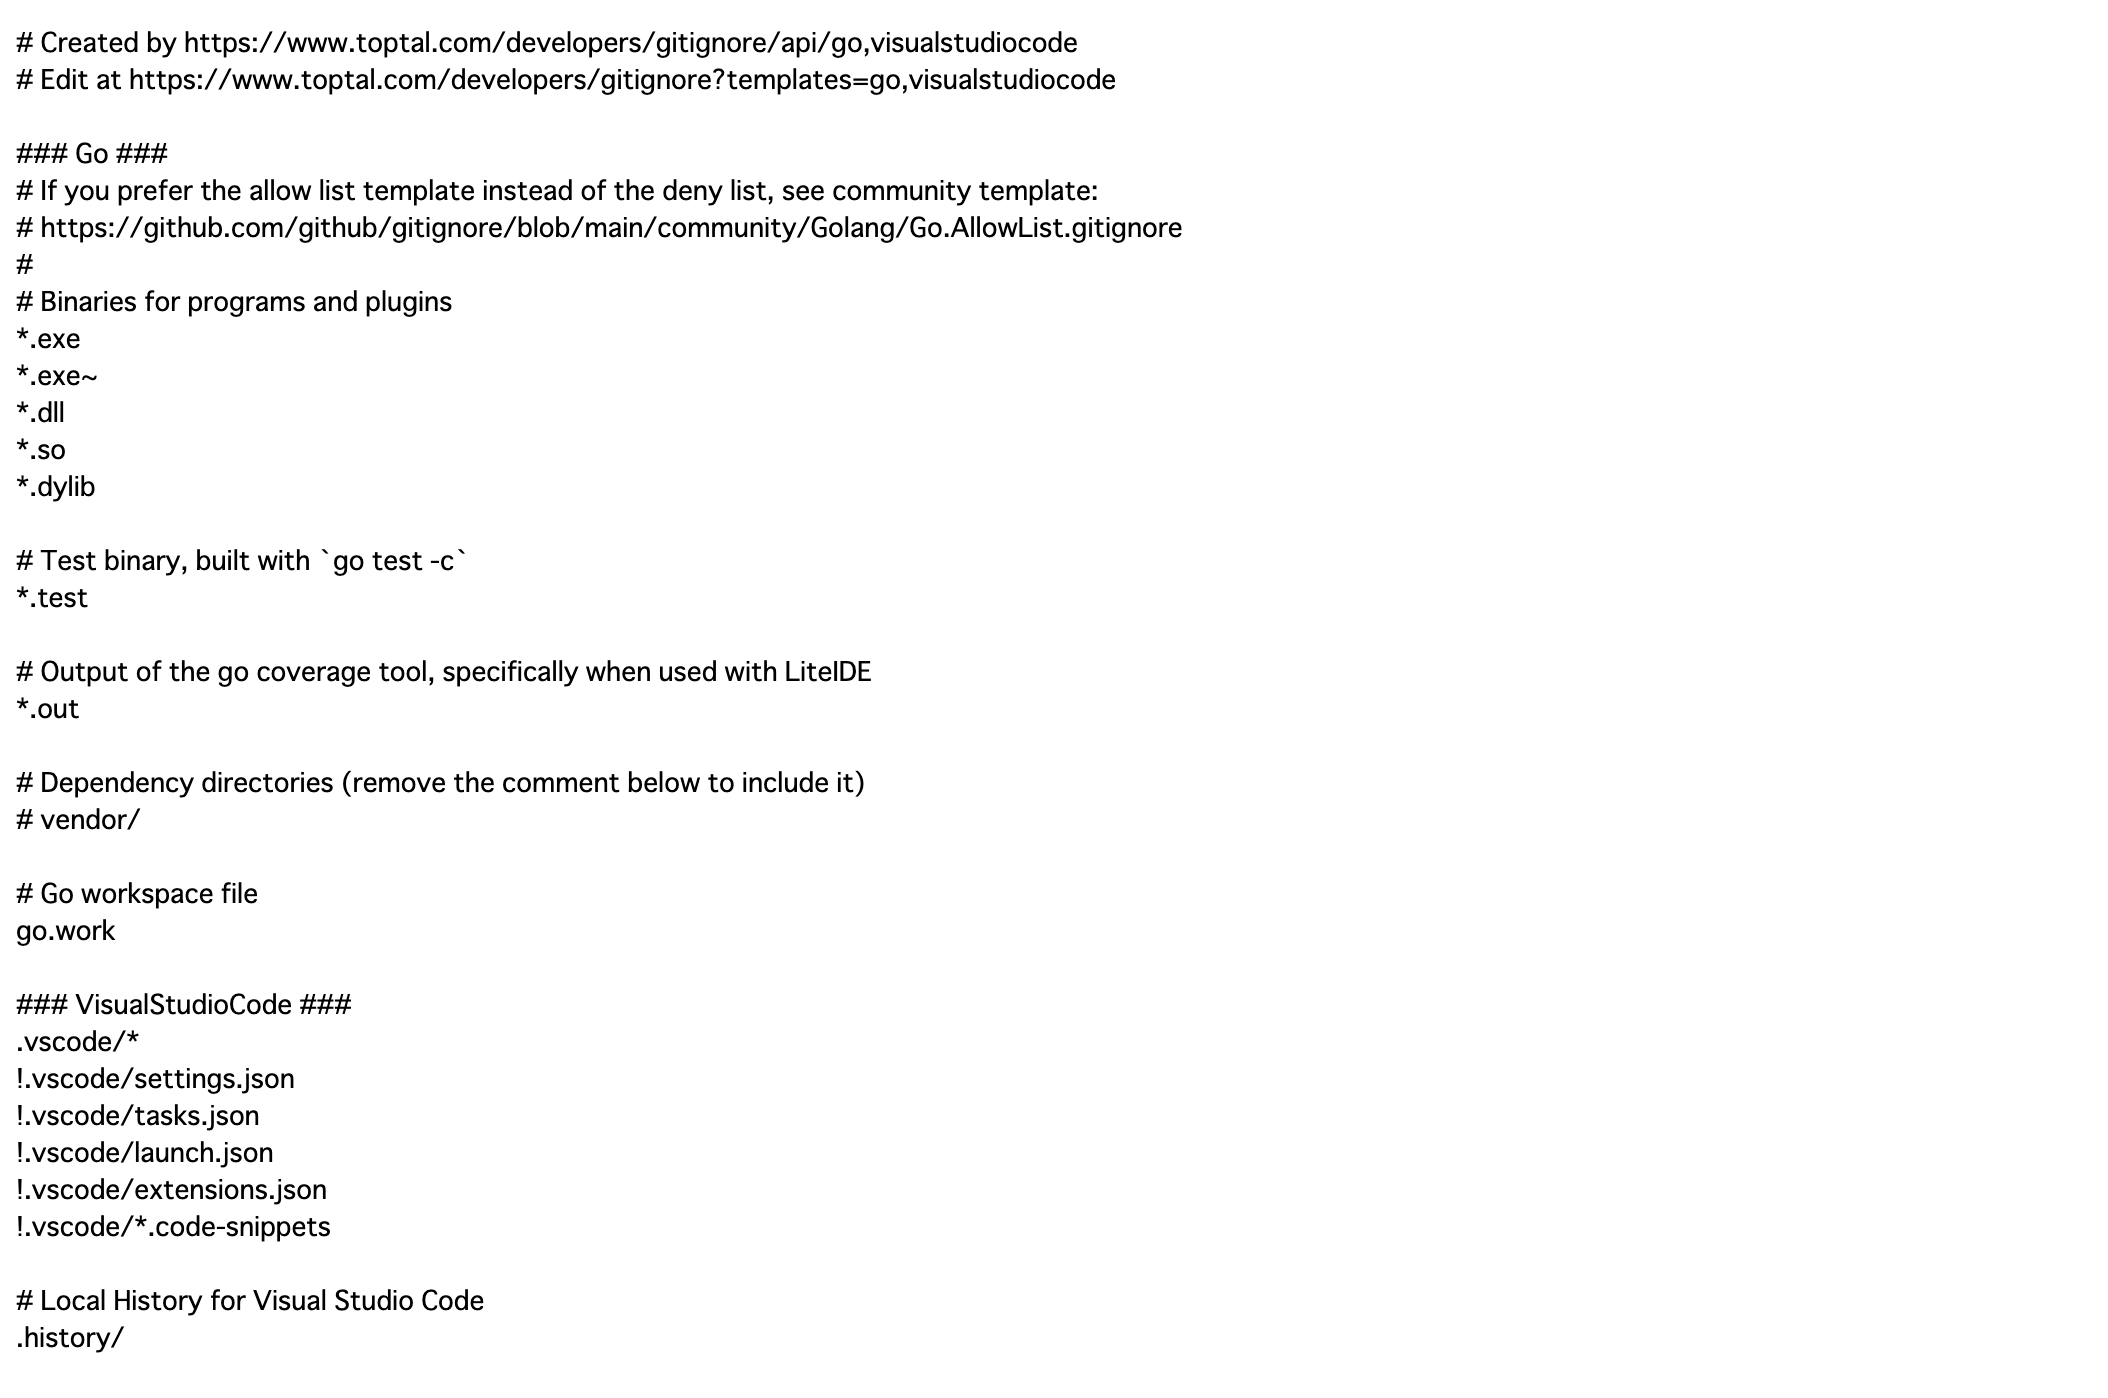 # Created by https://www.toptal.com/developers/gitignore/api/go,visualstudiocode
# Edit at https://www.toptal.com/developers/gitignore?templates=go,visualstudiocode

### Go ###
# If you prefer the allow list template instead of the deny list, see community template:
# https://github.com/github/gitignore/blob/main/community/Golang/Go.AllowList.gitignore
#
# Binaries for programs and plugins
*.exe
*.exe~
*.dll
*.so
*.dylib

# Test binary, built with `go test -c`
*.test

# Output of the go coverage tool, specifically when used with LiteIDE
*.out

# Dependency directories (remove the comment below to include it)
# vendor/

# Go workspace file
go.work

### VisualStudioCode ###
.vscode/*
!.vscode/settings.json
!.vscode/tasks.json
!.vscode/launch.json
!.vscode/extensions.json
!.vscode/*.code-snippets

# Local History for Visual Studio Code
.history/